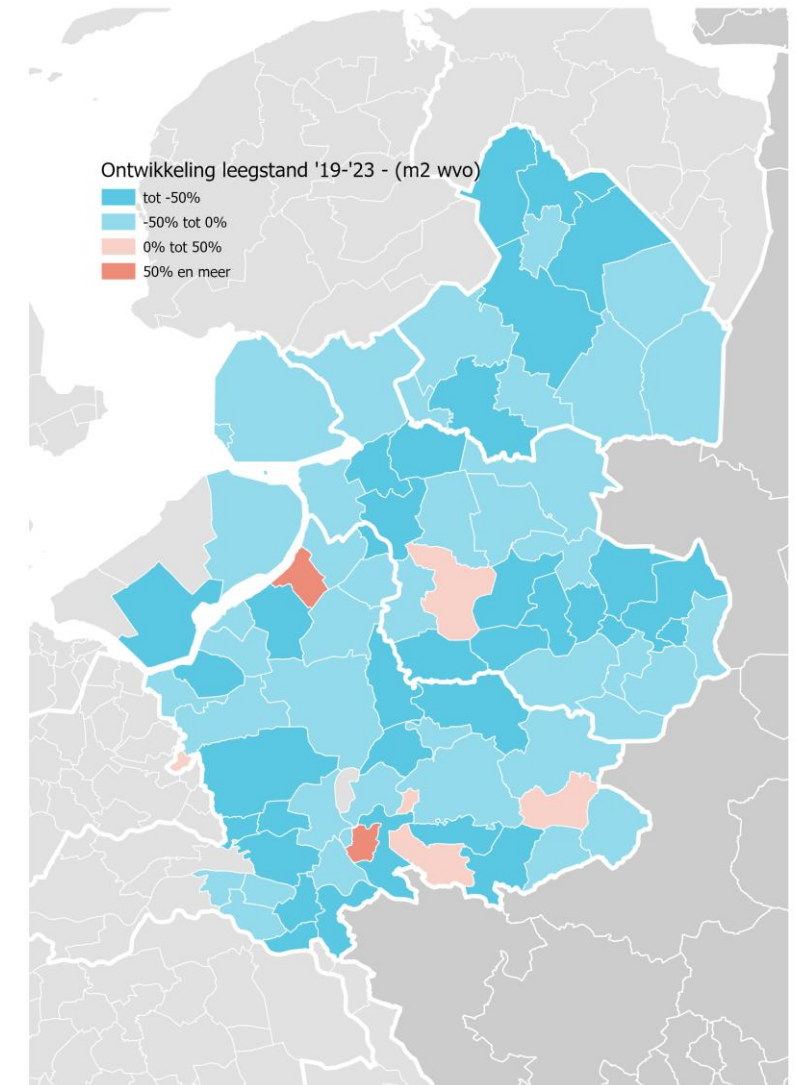 Ontwikkeling leegstand '19-'23 - (m2 wvo)
tot -50%
-50% tot 0%
0% tot 50%
50% en meer